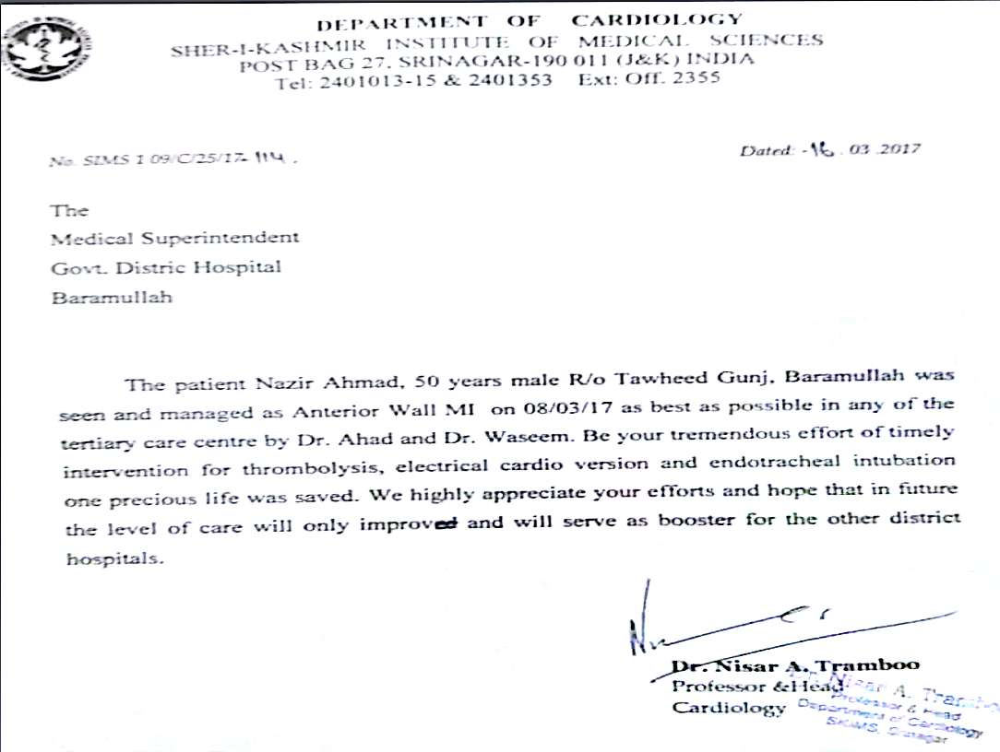 DEPARTMENT OF CARDIOLOGY
SHER-I-KASHMIR INSTITUTE OF MEDICAL SCIENCES
POST BAG 27, SRINAGAR-190 011 (J&K) INDIA
Tel: 2401013-15 & 2401353 Ext: Off. 2355
No. SIMS 1 09/C/25/17- 114.
Dated: -16. 03 .2017
The
Medical Superintendent
Govt. Distric Hospital
Baramullah
The patient Nazir Ahmad, 50 years male R/o Tawheed Gunj, Baramullah was
seen and managed as Anterior Wall MI on 08/03/17 as best as possible in any of the
tertiary care centre by Dr. Ahad and Dr. Waseem. Be your tremendous effort of timely
intervention for thrombolysis, electrical cardio version and endotracheal intubation
one precious life was saved. We highly appreciate your efforts and hope that in future
the level of care will only improved and will serve as booster for the other district
hospitals.
Dr. Nisar A. Tramboo
Professor &Head
Cardiology
Dr. Nisar A. Tramboo
Professor & Head
Department of Cardiology
SKIMS, Srinagar